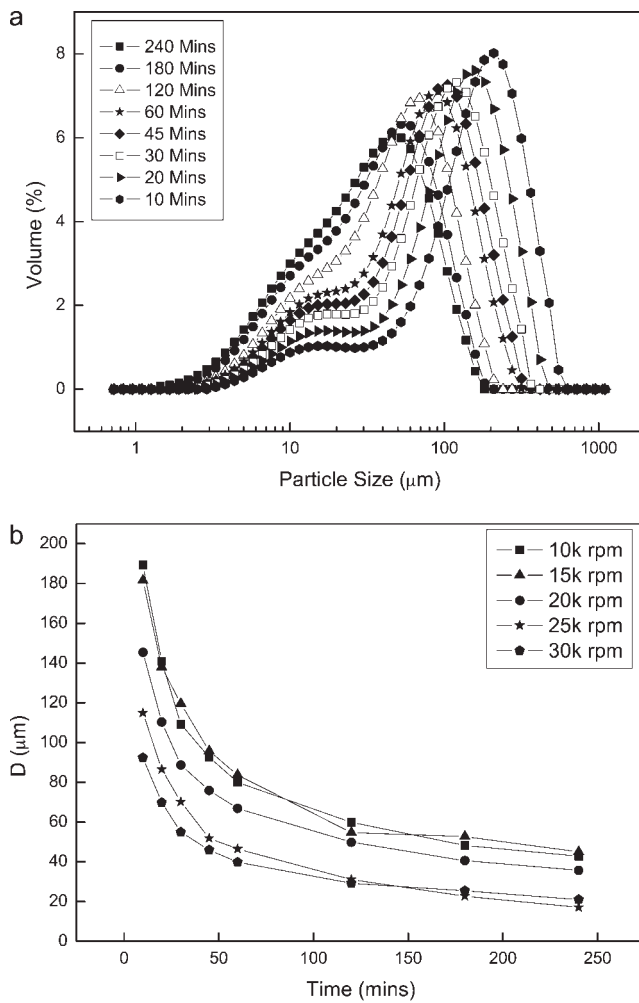 a
8
6
4
2
0
Volume (%)
240 Mins
180 Mins
120 Mins
60 Mins
45 Mins
30 Mins
20 Mins
10 Mins
1 10 100 1000
Particle Size (μm)
b
200
180
160
140
120
100
80
60
40
20
0
D (μm)
10k rpm
15k rpm
20k rpm
25k rpm
30k rpm
0 50 100 150 200 250
Time (mins)